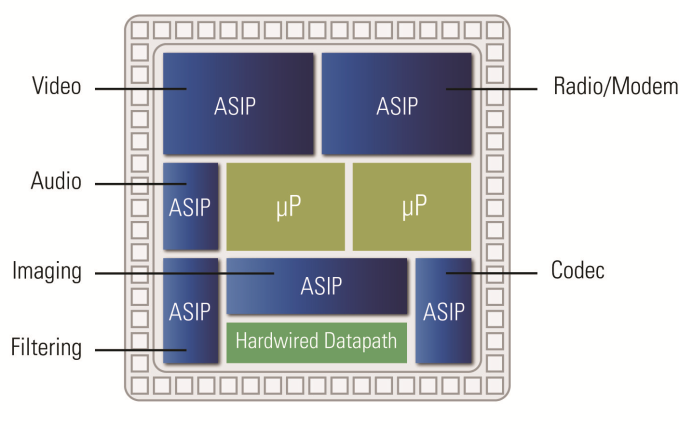 Video
ASIP
ASIP
Radio/Modem
Audio
ASIP
µP
µP
Imaging
ASIP
Codec
ASIP
ASIP
Filtering
Hardwired Datapath